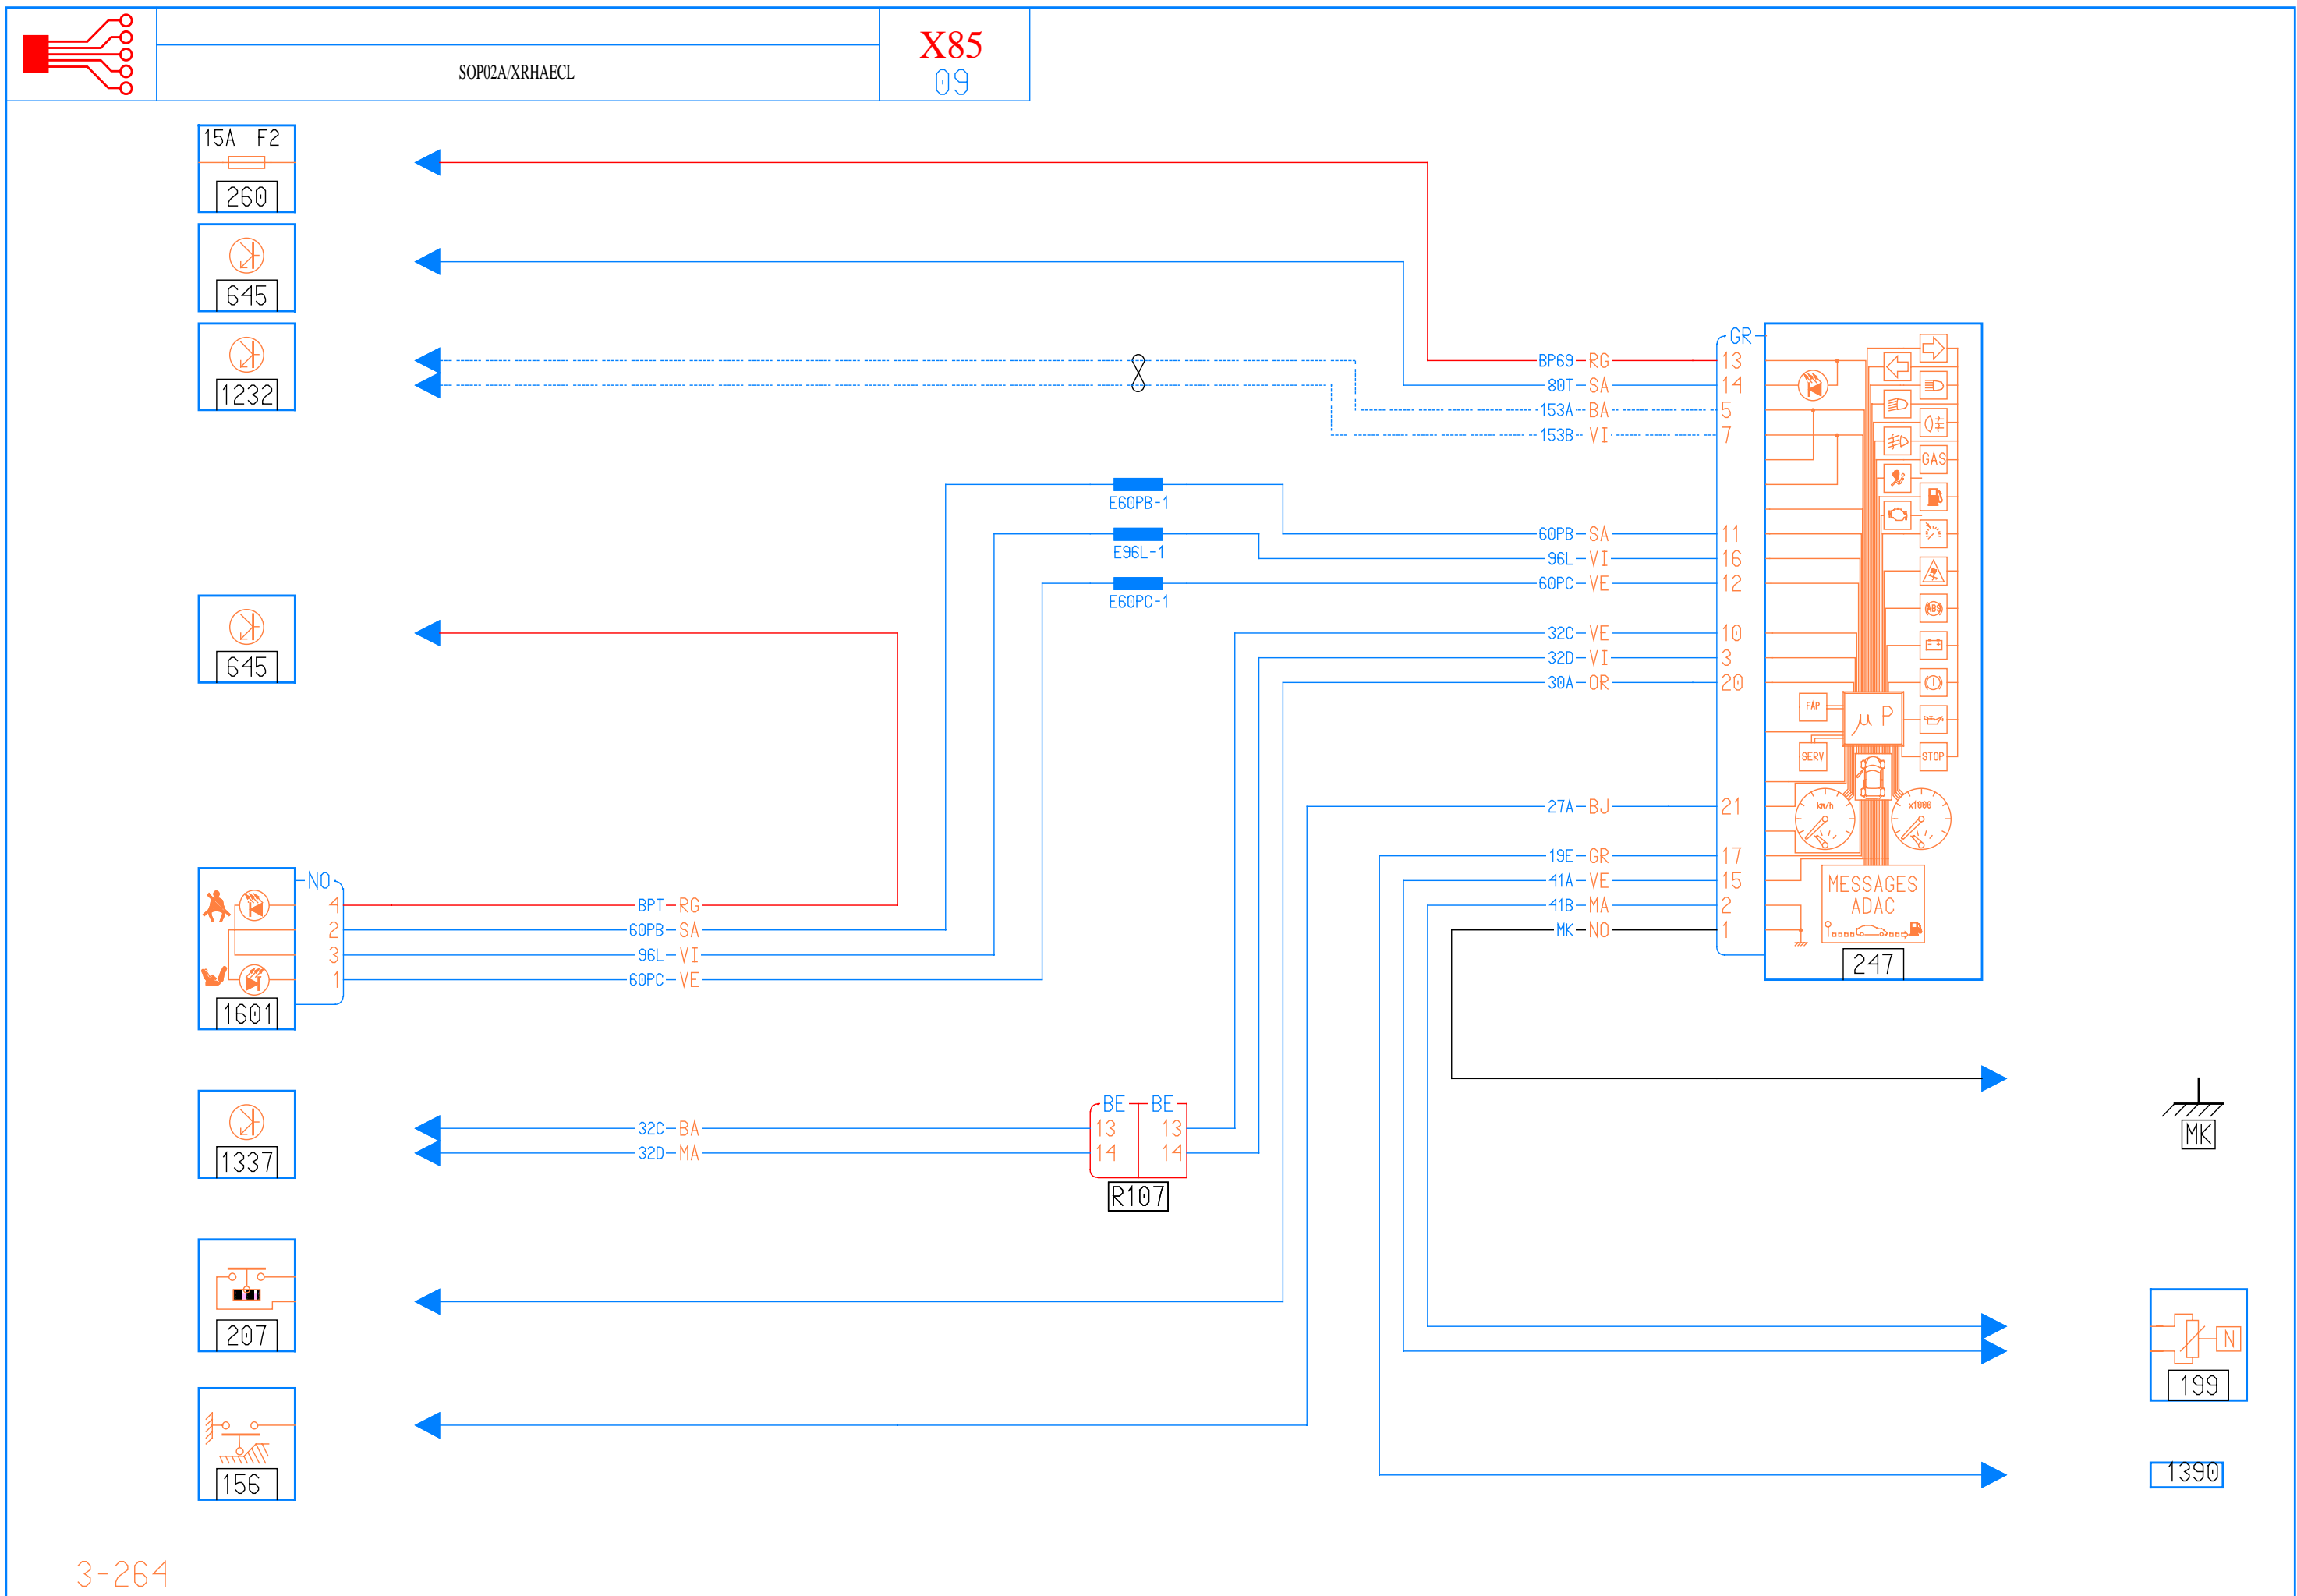 X85
SOP02A/XRHAECL
09
15A F2
260
645
1232
GR
BP69 RG 13
80T SA 14
153A BA 5
153B VI 7
GAS
E60PB-1
60PB SA 11
E96L-1
96L VI 16
60PC VE 12
E60PC-1
ABS
645
32C VE 10
32D VI 3
30A OR 20
FAP
μP
SERV
STOP
27A BJ 21
km/h
x1000
19E GR 17
41A VE 15
41B MA 2
MK NO 1
MESSAGES
ADAC
247
NO
4 BPT RG
2 60PB SA
3 96L VI
1 60PC VE
1601
BE BE
32C BA 13 13
32D MA 14 14
1337
R107
MK
P
207
N
199
156
1390
3-264